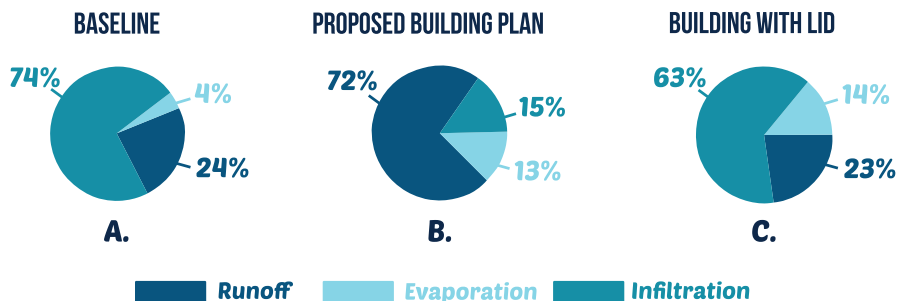 BASELINE
PROPOSED BUILDING PLAN
BUILDING WITH LID
74%
4%
24%
72%
15%
13%
63%
14%
23%
A.
B.
C.
Runoff
Evaporation
Infiltration